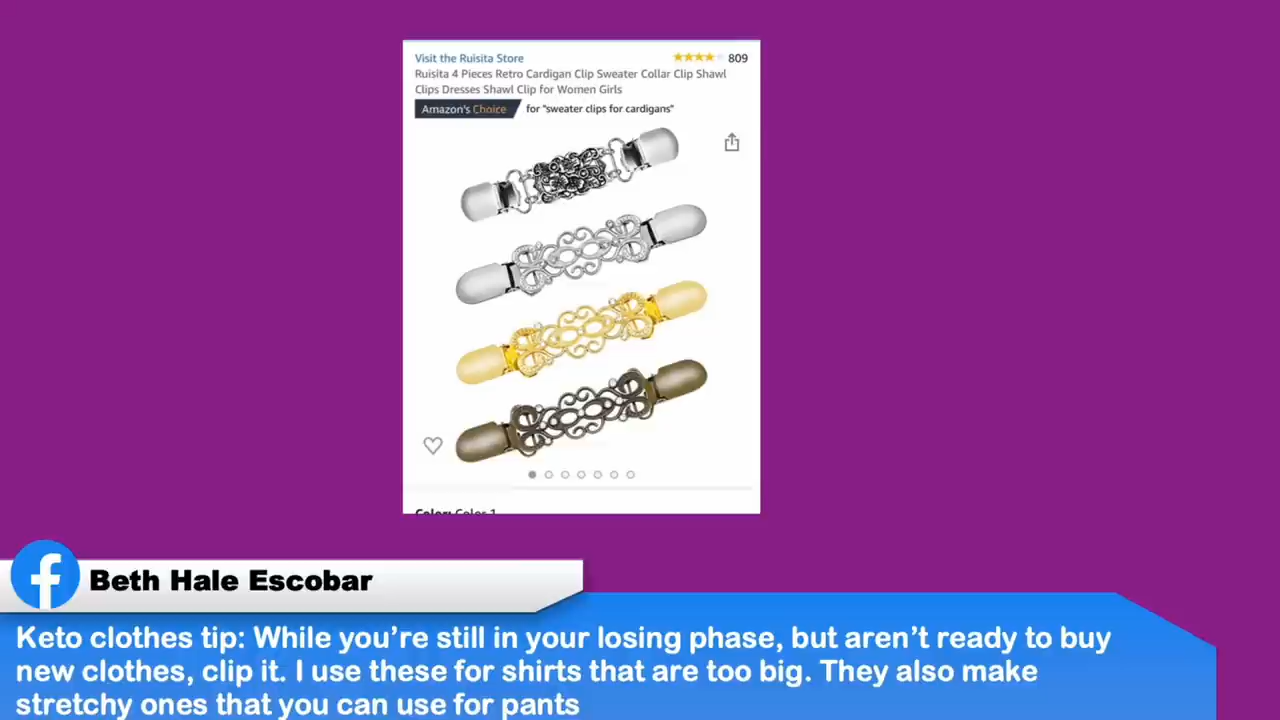 Visit the Ruisita Store
809
Ruisita 4 Pieces Retro Cardigan Clip Sweater Collar Clip Shawl
Clips Dresses Shawl Clip for Women Girls
Amazon's Choice for "sweater clips for cardigans"
Color: Color 1
Beth Hale Escobar
Keto clothes tip: While you’re still in your losing phase, but aren’t ready to buy
new clothes, clip it. I use these for shirts that are too big. They also make
stretchy ones that you can use for pants